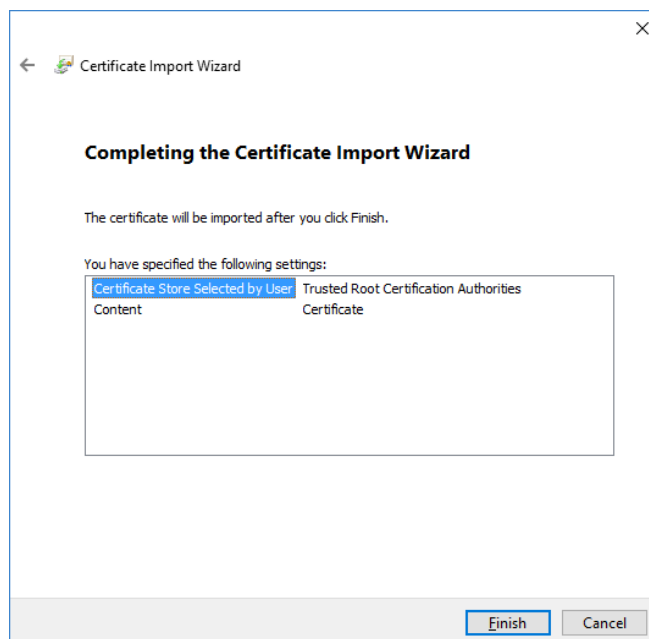 Certificate Import Wizard
Completing the Certificate Import Wizard
The certificate will be imported after you click Finish.
You have specified the following settings:
Certificate Store Selected by User Trusted Root Certification Authorities
Content Certificate
Finish Cancel